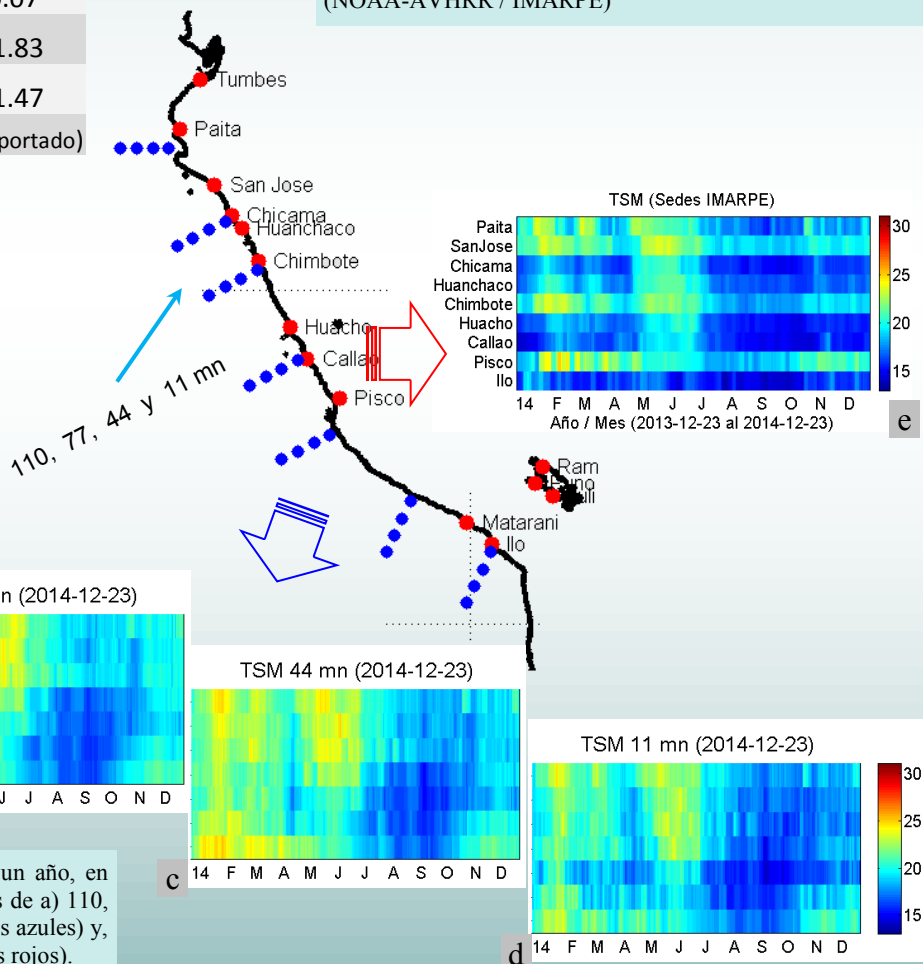 (NOAA-AVHRR / IMARPE)
1.83
1.47
portado)
Tumbes
Paita
San Jose
Chicama
Huanchaco
Chimbote
Huacho
Callao
Pisco
110, 77, 44 y 11 mn
Ram
Matarani
Ilo
TSM (Sedes IMARPE)
Paita
SanJose
Chicama
Huanchaco
Chimbote
Huacho
Callao
Pisco
Ilo
30
25
20
15
14 F M A M J J A S O N D
Año / Mes (2013-12-23 al 2014-12-23)
e
n (2014-12-23)
J J A S O N D
TSM 44 mn (2014-12-23)
14 F M A M J J A S O N D
c
TSM 11 mn (2014-12-23)
30
25
20
15
14 F M A M J J A S O N D
d
un año, en
s de a) 110,
s azules) y,
s rojos).